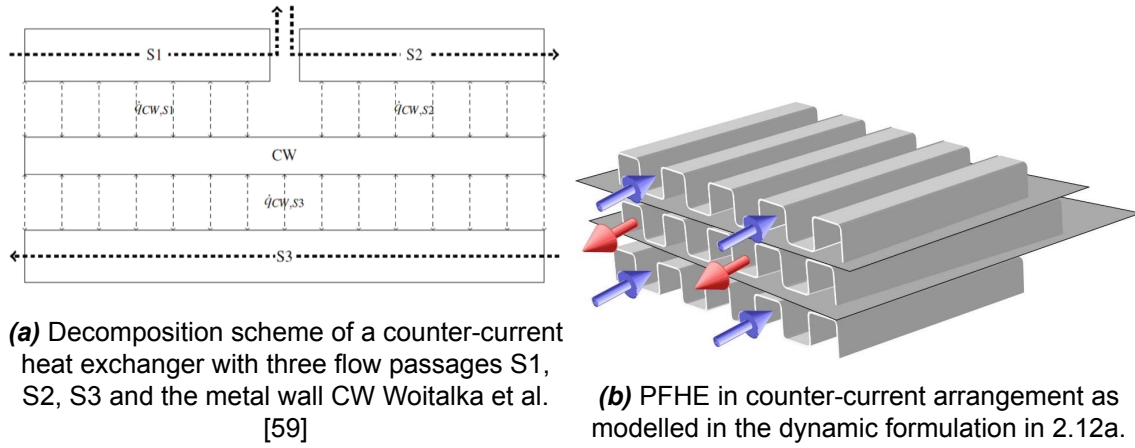 S1
S2
q̇CW,S1
q̇CW,S2
CW
q̇CW,S3
S3
(a) Decomposition scheme of a counter-current
heat exchanger with three flow passages S1,
S2, S3 and the metal wall CW Woitalka et al.
[59]
(b) PFHE in counter-current arrangement as
modelled in the dynamic formulation in 2.12a.